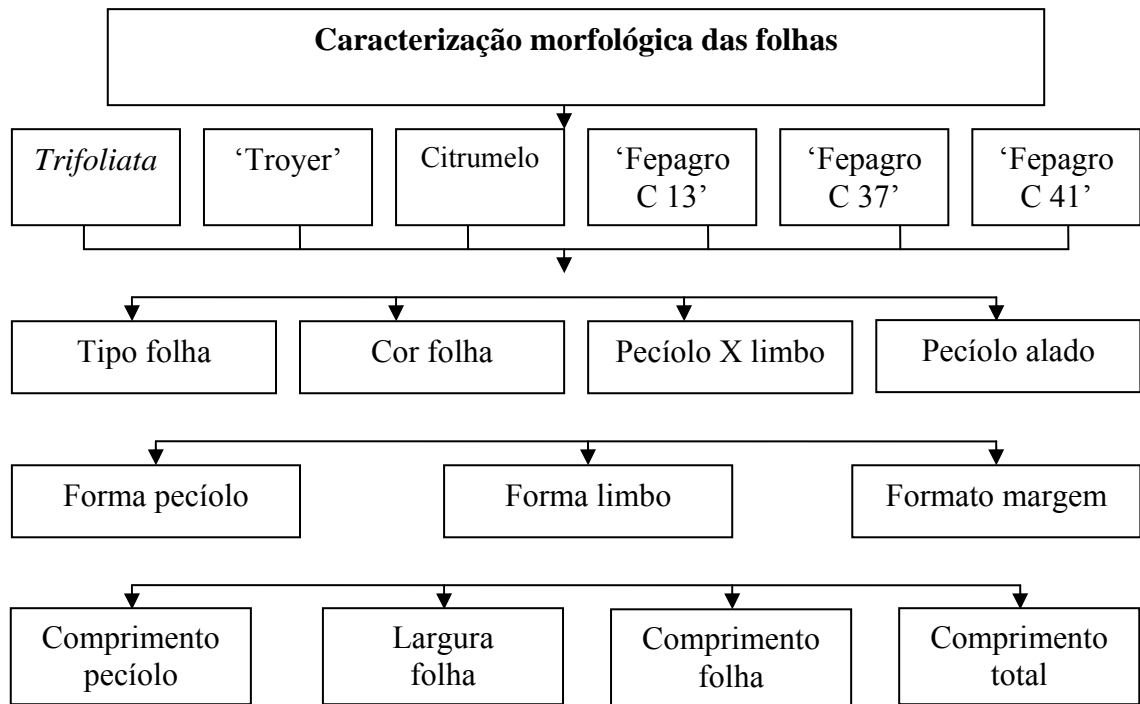 Caracterização morfológica das folhas
Trifoliata
‘Troyer’
Citrumelo
‘Fepagro
C 13’
‘Fepagro
C 37’
‘Fepagro
C 41’
Tipo folha
Cor folha
Pecíolo X limbo
Pecíolo alado
Forma pecíolo
Forma limbo
Formato margem
Comprimento
pecíolo
Largura
folha
Comprimento
folha
Comprimento
total